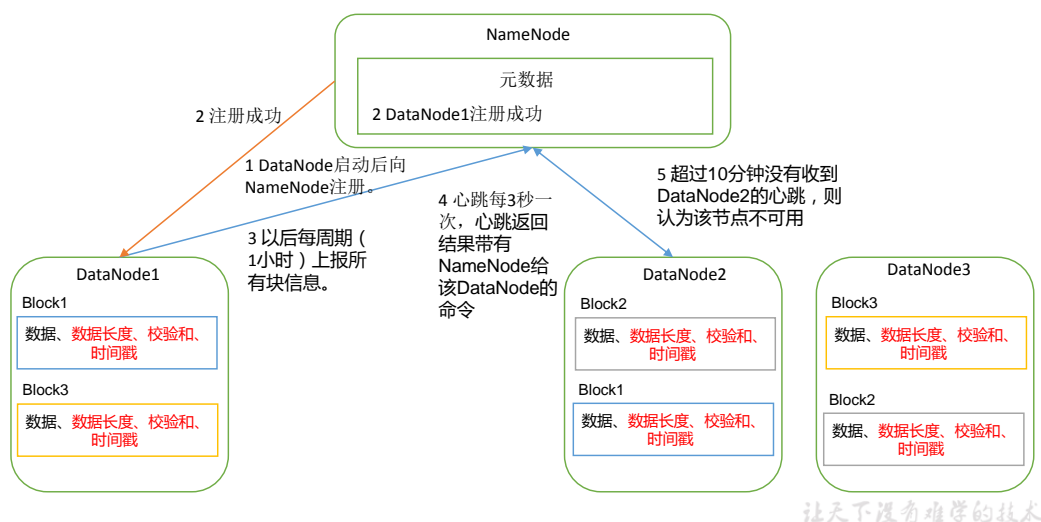 NameNode
元数据
2 DataNode1注册成功
2 注册成功
1 DataNode启动后向
NameNode注册。
3 以后每周期（
1小时）上报所
有块信息。
4 心跳每3秒一
次，心跳返回
结果带有
NameNode给
该DataNode的
命令
5 超过10分钟没有收到
DataNode2的心跳，则
认为该节点不可用
DataNode1
Block1
数据、数据长度、校验和、
时间戳
Block3
数据、数据长度、校验和、
时间戳
DataNode2
Block2
数据、数据长度、校验和、
时间戳
Block1
数据、数据长度、校验和、
时间戳
DataNode3
Block3
数据、数据长度、校验和、
时间戳
Block2
数据、数据长度、校验和、
时间戳
让天下没有难学的技术